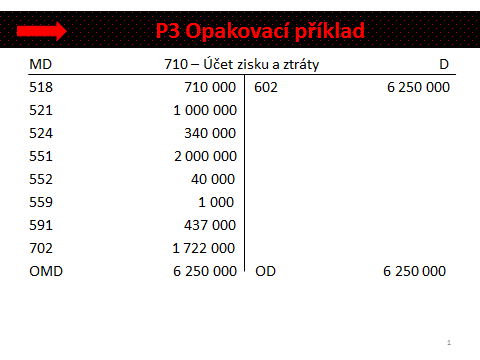 P3 Opakovací příklad
MD 710 – Účet zisku a ztráty D
518 710 000 602 6 250 000
521 1 000 000
524 340 000
551 2 000 000
552 40 000
559 1 000
591 437 000
702 1 722 000
OMD 6 250 000 OD 6 250 000
1